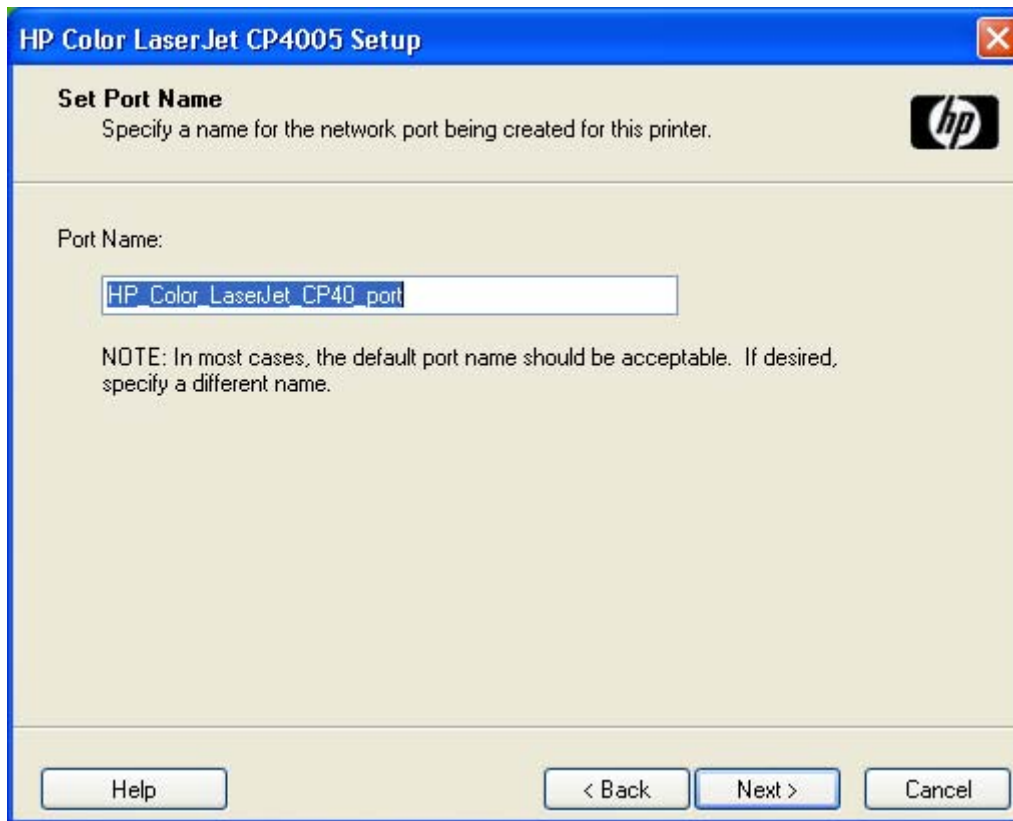 HP Color LaserJet CP4005 Setup
Set Port Name
Specify a name for the network port being created for this printer.
hp
Port Name:
HP_Color_LaserJet_CP40_port
NOTE: In most cases, the default port name should be acceptable.  If desired,
specify a different name.
Help
< Back
Next >
Cancel